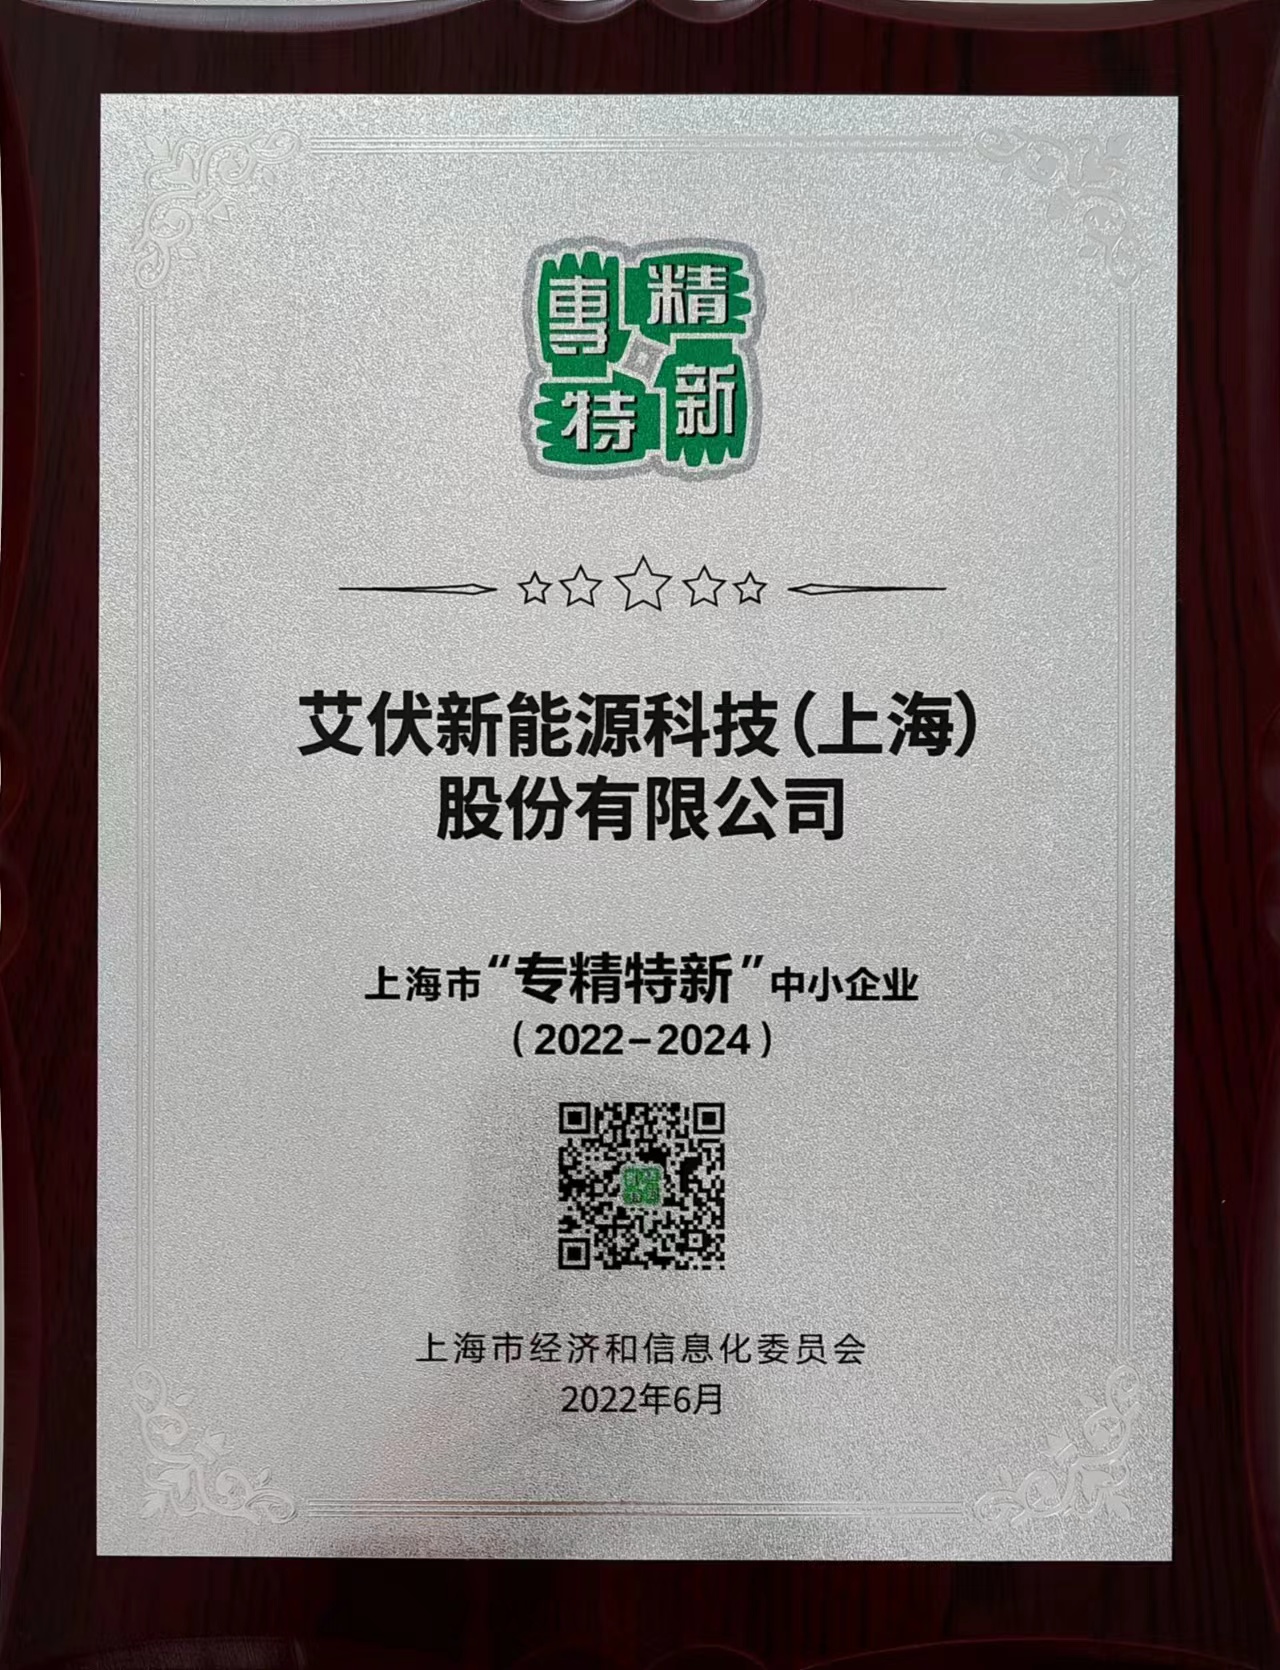 專精
特新
艾伏新能源科技（上海）
股份有限公司
上海市“专精特新”中小企业
（2022-2024）
上海市经济和信息化委员会
2022年6月